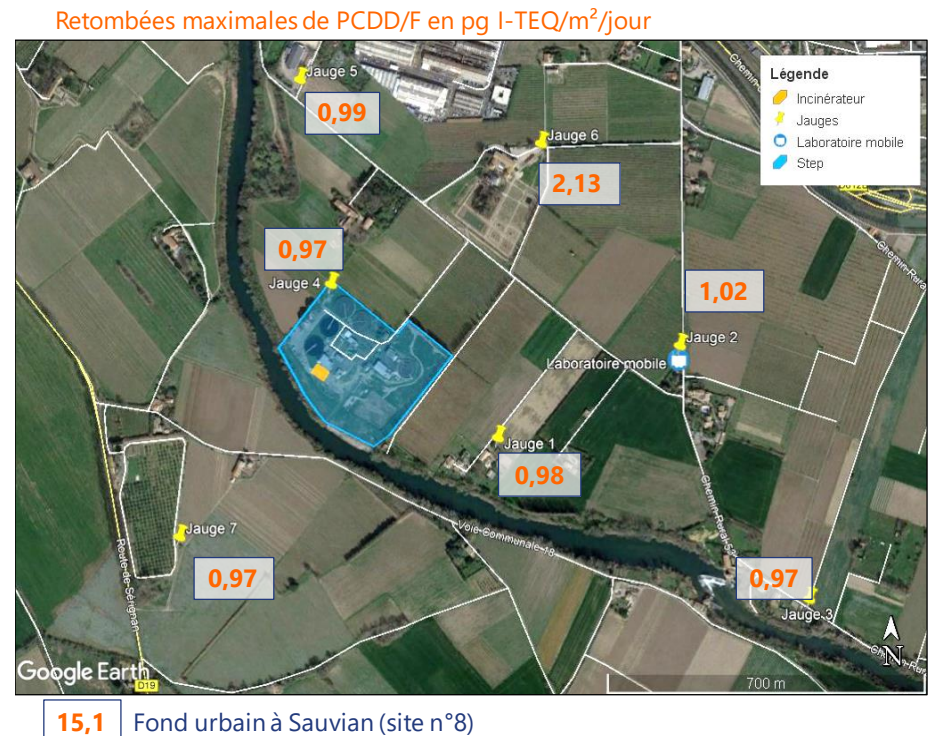 Retombées maximales de PCDD/F en pg I-TEQ/m²/jour
Légende
Incinérateur
Jauges
Laboratoire mobile
Step
Jauge 5
0,99
Jauge 6
2,13
0,97
Jauge 4
1,02
Jauge 2
Laboratoire mobile
Jauge 1
0,98
Jauge 7
0,97
0,97
Jauge 3
Voie Communale 18
Route de Sérignan
D19
Chemin Rural
N
700 m
Google Earth
15,1 Fond urbain à Sauvian (site n°8)